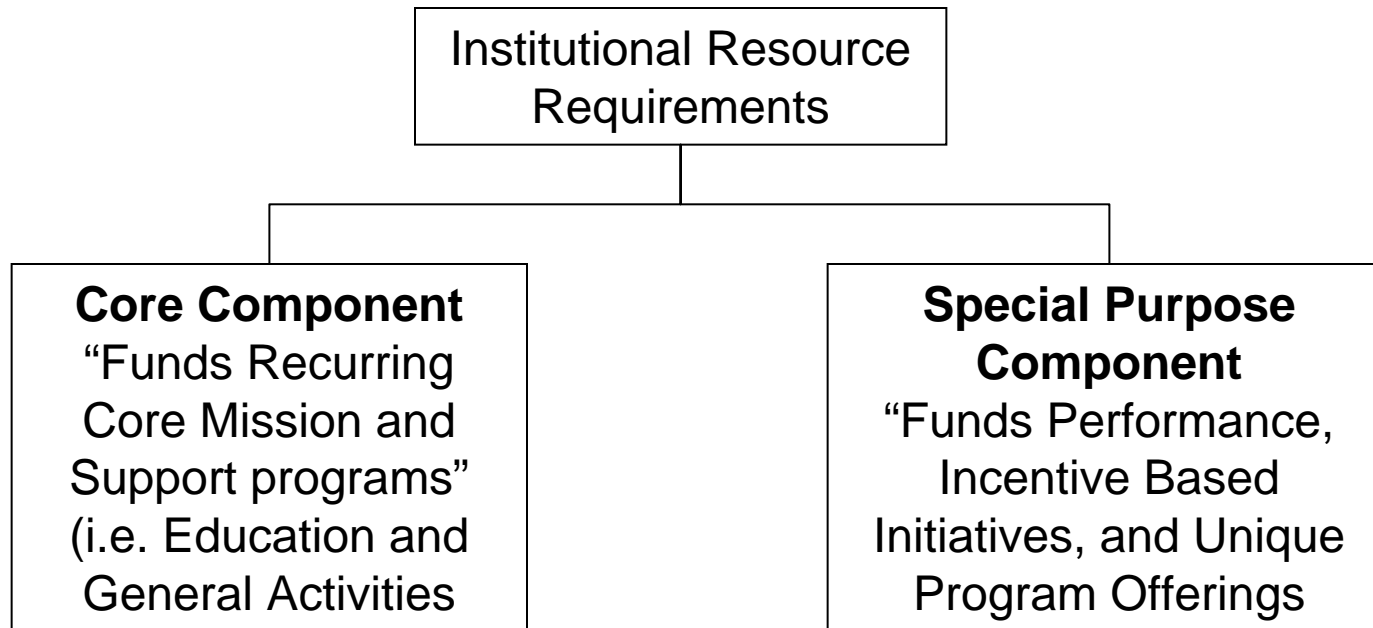 Institutional Resource
Requirements
Core Component
“Funds Recurring
Core Mission and
Support programs”
(i.e. Education and
General Activities
Special Purpose
Component
“Funds Performance,
Incentive Based
Initiatives, and Unique
Program Offerings